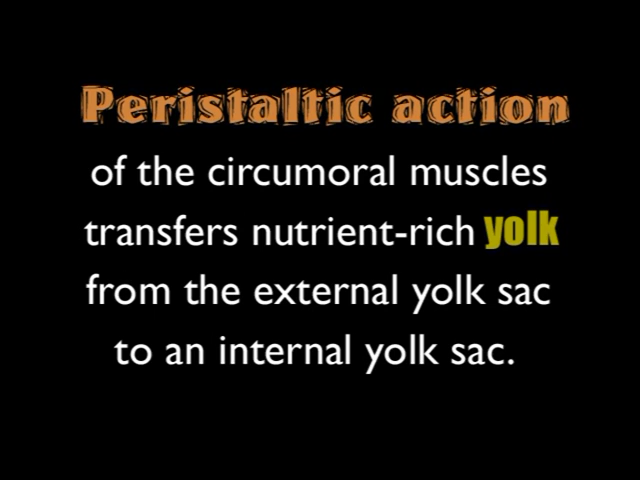 Peristaltic action
of the circumoral muscles
transfers nutrient-rich yolk
from the external yolk sac
to an internal yolk sac.